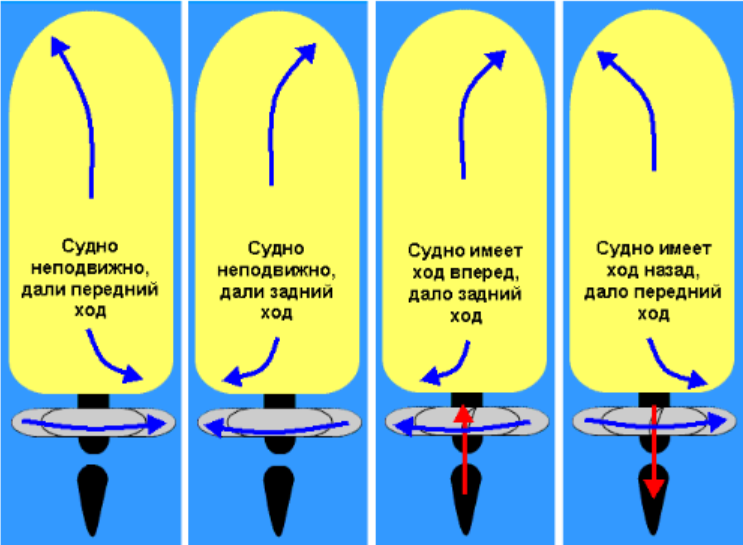 Судно
неподвижно,
дали передний
ход
Судно
неподвижно,
дали задний
ход
Судно имеет
ход вперед,
дало задний
ход
Судно имеет
ход назад,
дало передний
ход